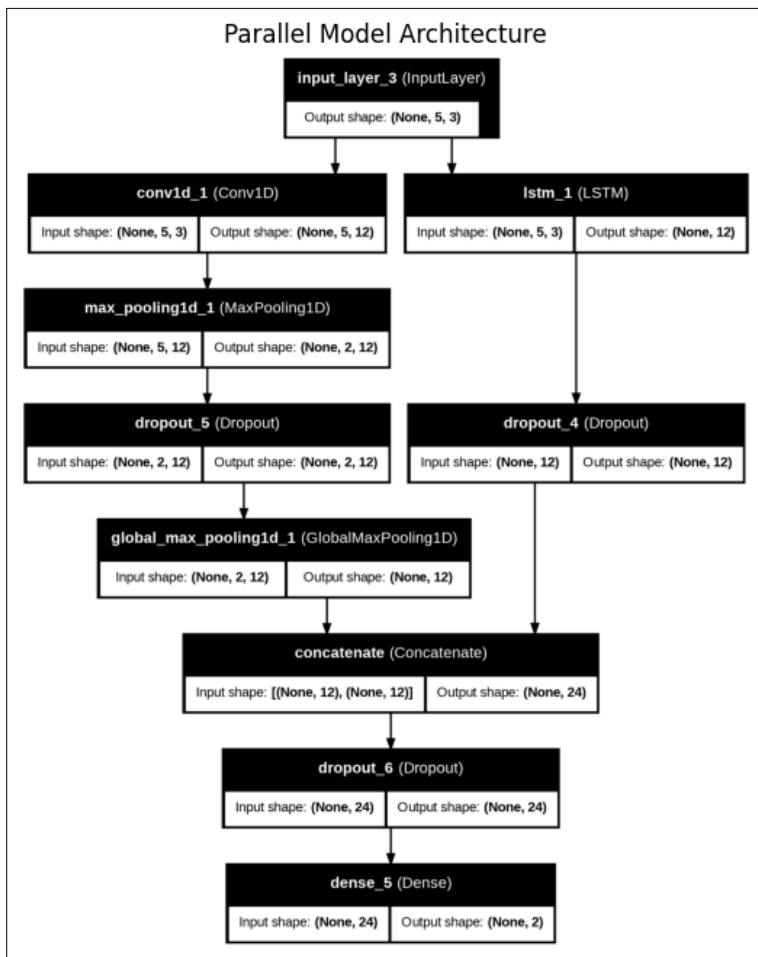 Parallel Model Architecture
input_layer_3 (InputLayer)
Output shape: (None, 5, 3)
conv1d_1 (Conv1D)
Input shape: (None, 5, 3) Output shape: (None, 5, 12)
lstm_1 (LSTM)
Input shape: (None, 5, 3) Output shape: (None, 12)
max_pooling1d_1 (MaxPooling1D)
Input shape: (None, 5, 12) Output shape: (None, 2, 12)
dropout_5 (Dropout)
Input shape: (None, 2, 12) Output shape: (None, 2, 12)
dropout_4 (Dropout)
Input shape: (None, 12) Output shape: (None, 12)
global_max_pooling1d_1 (GlobalMaxPooling1D)
Input shape: (None, 2, 12) Output shape: (None, 12)
concatenate (Concatenate)
Input shape: [(None, 12), (None, 12)] Output shape: (None, 24)
dropout_6 (Dropout)
Input shape: (None, 24) Output shape: (None, 24)
dense_5 (Dense)
Input shape: (None, 24) Output shape: (None, 2)